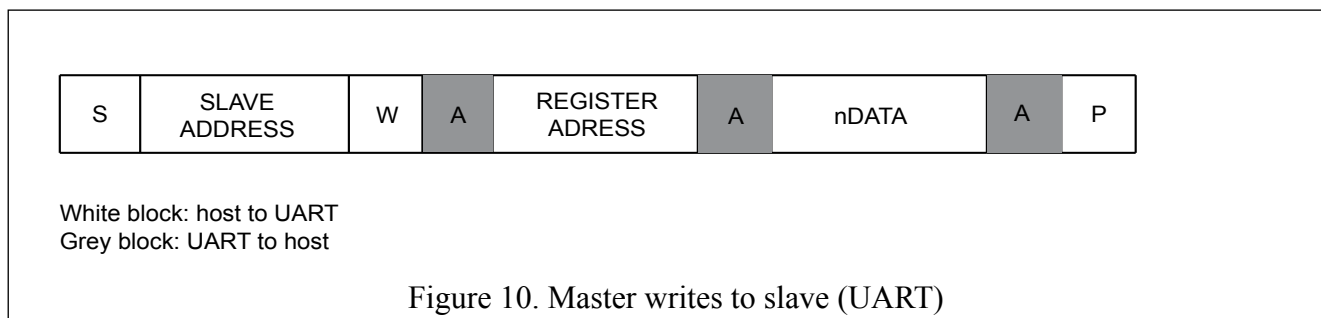 S
SLAVE
ADDRESS
W
A
REGISTER
ADRESS
A
nDATA
A
P
White block: host to UART
Grey block: UART to host
Figure 10. Master writes to slave (UART)